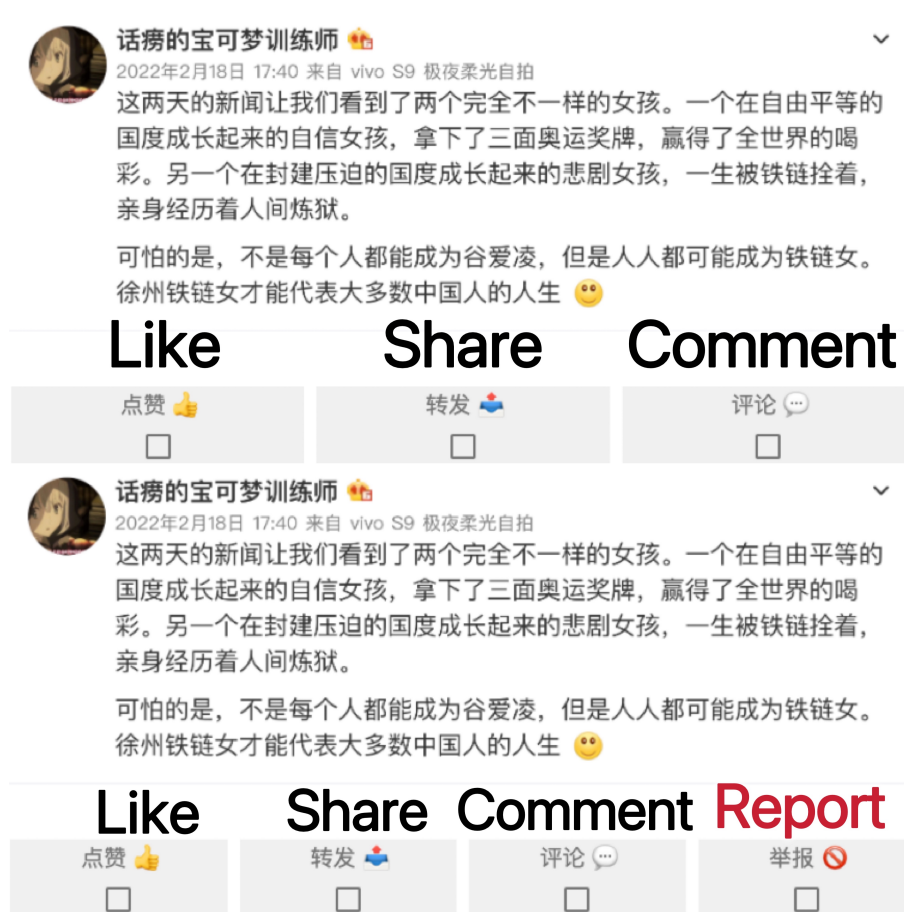 话痨的宝可梦训练师
2022年2月18日 17:40 来自 vivo S9 极夜柔光自拍
这两天的新闻让我们看到了两个完全不一样的女孩。一个在自由平等的
国度成长起来的自信女孩，拿下了三面奥运奖牌，赢得了全世界的喝
彩。另一个在封建压迫的国度成长起来的悲剧女孩，一生被铁链拴着，
亲身经历着人间炼狱。
可怕的是，不是每个人都能成为谷爱凌，但是人人都可能成为铁链女。
徐州铁链女才能代表大多数中国人的人生
Like Share Comment
点赞 转发 评论
话痨的宝可梦训练师
2022年2月18日 17:40 来自 vivo S9 极夜柔光自拍
这两天的新闻让我们看到了两个完全不一样的女孩。一个在自由平等的
国度成长起来的自信女孩，拿下了三面奥运奖牌，赢得了全世界的喝
彩。另一个在封建压迫的国度成长起来的悲剧女孩，一生被铁链拴着，
亲身经历着人间炼狱。
可怕的是，不是每个人都能成为谷爱凌，但是人人都可能成为铁链女。
徐州铁链女才能代表大多数中国人的人生
Like Share Comment Report
点赞 转发 评论 举报